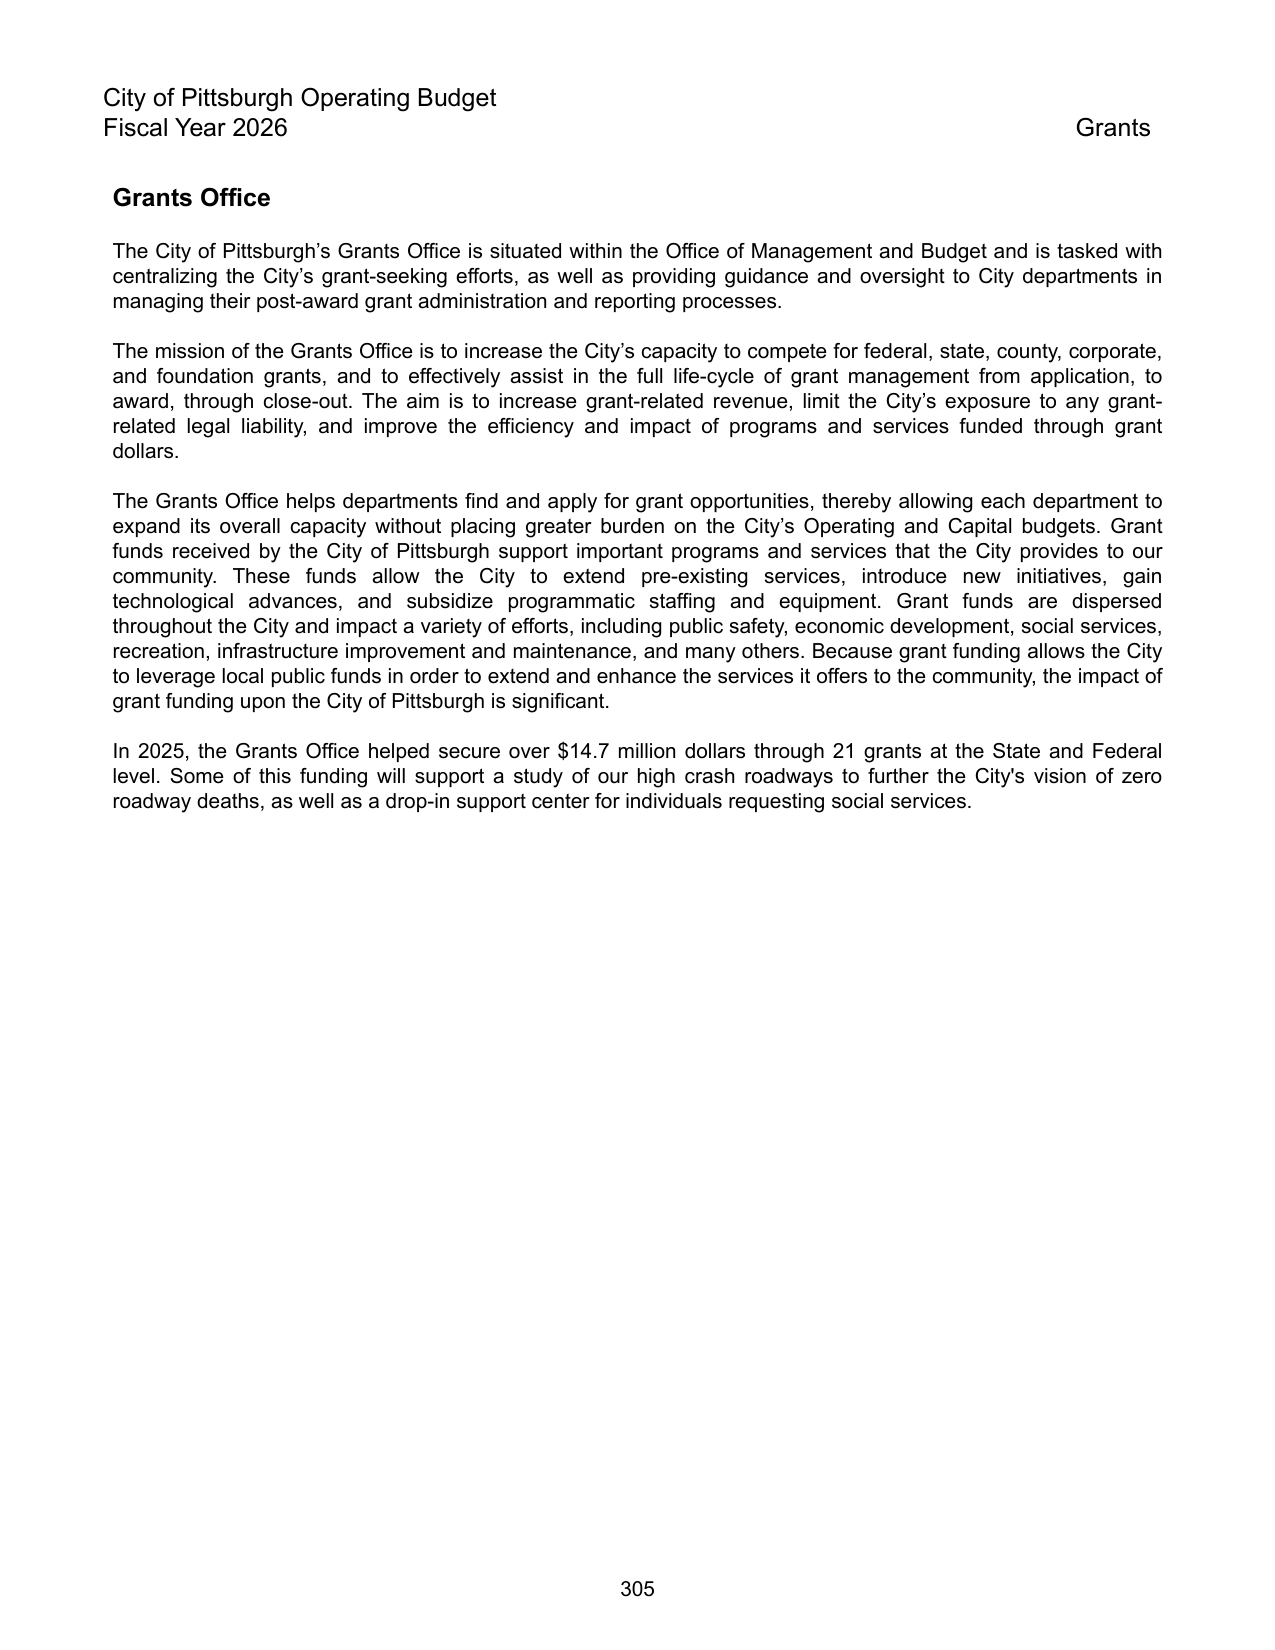 City of Pittsburgh Operating Budget
Fiscal Year 2026
Grants
Grants Office
The City of Pittsburgh’s Grants Office is situated within the Office of Management and Budget and is tasked with
centralizing the City’s grant-seeking efforts, as well as providing guidance and oversight to City departments in
managing their post-award grant administration and reporting processes.
The mission of the Grants Office is to increase the City’s capacity to compete for federal, state, county, corporate,
and foundation grants, and to effectively assist in the full life-cycle of grant management from application, to
award, through close-out. The aim is to increase grant-related revenue, limit the City’s exposure to any grant-
related legal liability, and improve the efficiency and impact of programs and services funded through grant
dollars.
The Grants Office helps departments find and apply for grant opportunities, thereby allowing each department to
expand its overall capacity without placing greater burden on the City’s Operating and Capital budgets. Grant
funds received by the City of Pittsburgh support important programs and services that the City provides to our
community. These funds allow the City to extend pre-existing services, introduce new initiatives, gain
technological advances, and subsidize programmatic staffing and equipment. Grant funds are dispersed
throughout the City and impact a variety of efforts, including public safety, economic development, social services,
recreation, infrastructure improvement and maintenance, and many others. Because grant funding allows the City
to leverage local public funds in order to extend and enhance the services it offers to the community, the impact of
grant funding upon the City of Pittsburgh is significant.
In 2025, the Grants Office helped secure over $14.7 million dollars through 21 grants at the State and Federal
level. Some of this funding will support a study of our high crash roadways to further the City's vision of zero
roadway deaths, as well as a drop-in support center for individuals requesting social services.
305